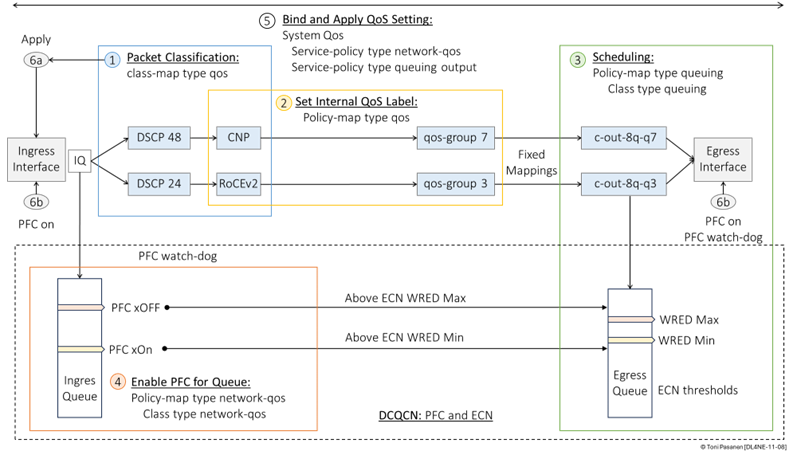 5 Bind and Apply QoS Setting:
System Qos
Service-policy type network-qos
Service-policy type queuing output
Apply
6a
1 Packet Classification:
class-map type qos
3 Scheduling:
Policy-map type queuing
Class type queuing
2 Set Internal QoS Label:
Policy-map type qos
Ingress
Interface
IQ
DSCP 48
CNP
qos-group 7
c-out-8q-q7
DSCP 24
RoCEv2
qos-group 3
c-out-8q-q3
Fixed
Mappings
Egress
Interface
6b
PFC on
6b
PFC on
PFC watch-dog
PFC watch-dog
PFC xOFF
Above ECN WRED Max
WRED Max
PFC xOn
Above ECN WRED Min
WRED Min
Ingres
Queue
4 Enable PFC for Queue:
Policy-map type network-qos
Class type network-qos
Egress
Queue
ECN thresholds
DCQCN: PFC and ECN
© Toni Pasanen [DL4NE-11-08]